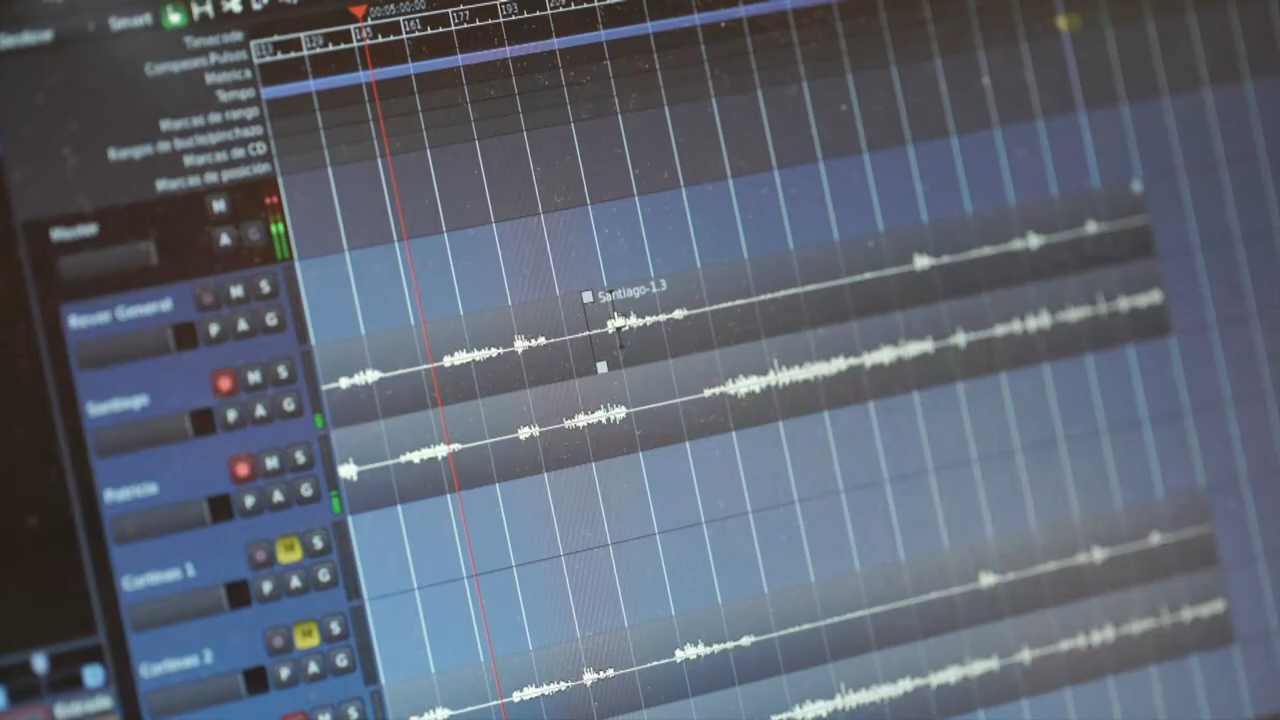 Smart
00:05:00:00
113 129 145 161 177 193 209
Timecode
Compases:Pulsos
Métrica
Tempo
Marcas de rango
Rangos de bucle/pinchazo
Marcas de CD
Marcas de posición
Master
M
A G
General
M S
P A G
Santiago-1.3
Santiago
M S
P A G
Patricia
M S
P A G
Cortinas 1
M S
P A G
Cortinas 2
M S
P A G
M S